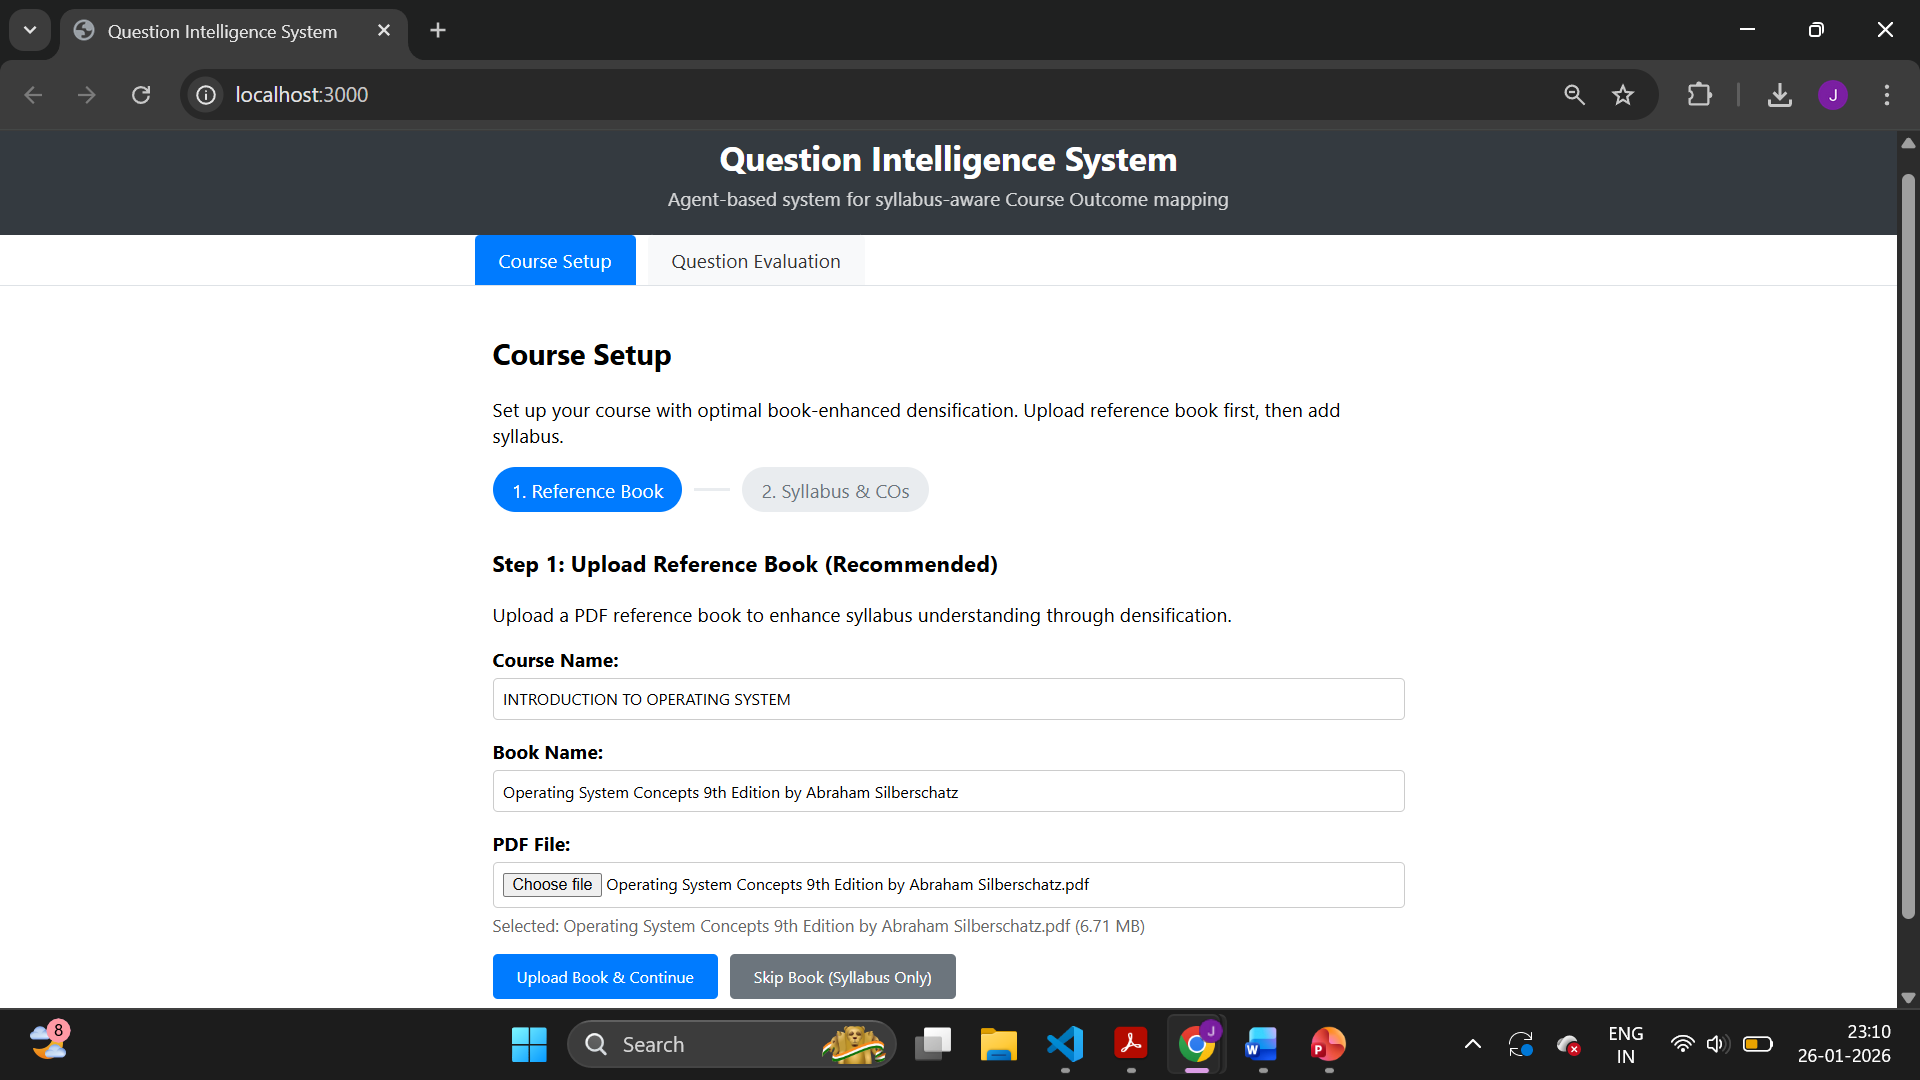 Question Intelligence System
localhost:3000
J
Question Intelligence System
Agent-based system for syllabus-aware Course Outcome mapping
Course Setup
Question Evaluation
Course Setup
Set up your course with optimal book-enhanced densification. Upload reference book first, then add
syllabus.
1. Reference Book
2. Syllabus & COs
Step 1: Upload Reference Book (Recommended)
Upload a PDF reference book to enhance syllabus understanding through densification.
Course Name:
INTRODUCTION TO OPERATING SYSTEM
Book Name:
Operating System Concepts 9th Edition by Abraham Silberschatz
PDF File:
Choose file Operating System Concepts 9th Edition by Abraham Silberschatz.pdf
Selected: Operating System Concepts 9th Edition by Abraham Silberschatz.pdf (6.71 MB)
Upload Book & Continue
Skip Book (Syllabus Only)
8
Search
J
W
P
ENG
IN
23:10
26-01-2026